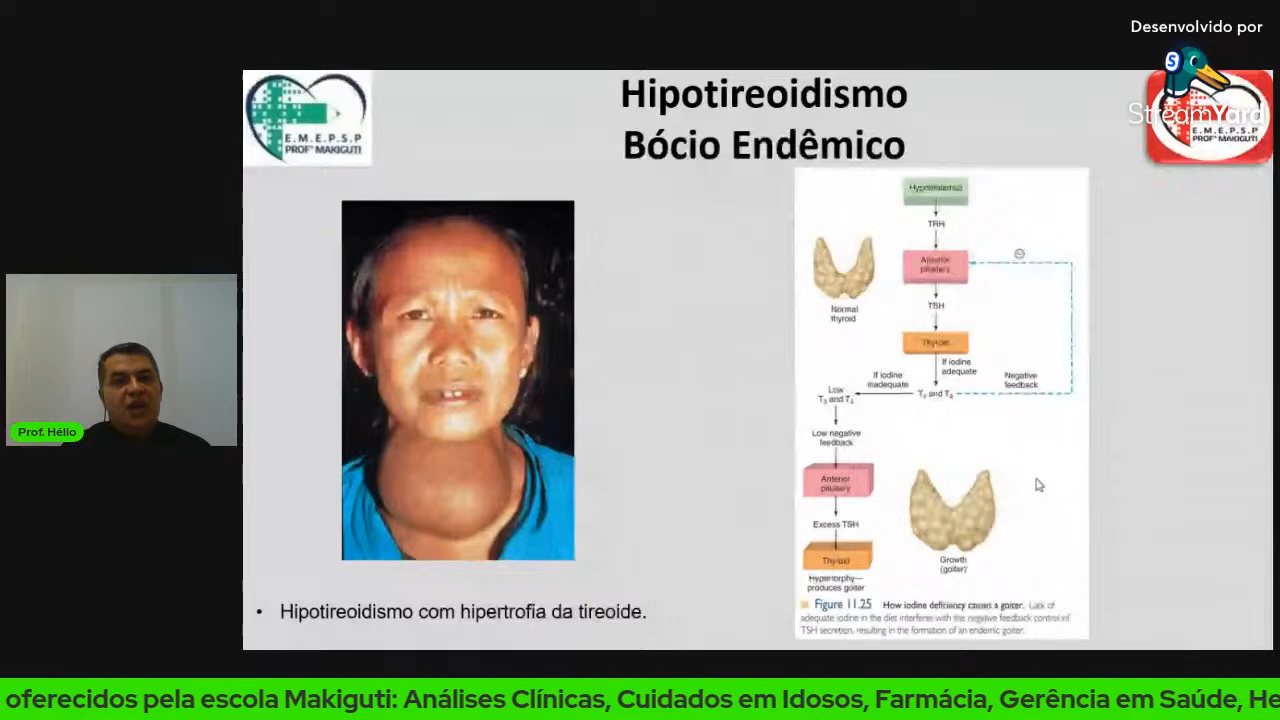 Desenvolvido por
StreamYard
Hipotireoidismo
Bócio Endêmico
E.M.E.P.S.P
PROFº MAKIGUTI
E.M.E.P.S.P
PROFº MAKIGUTI
Hypothalamus
TRH
Anterior
pituitary
Normal
thyroid
TSH
Thyroid
If iodine
adequate
If iodine
inadequate
Negative
feedback
Low
T3 and T4
T3 and T4
Low negative
feedback
Anterior
pituitary
Excess TSH
Thyroid
Growth
(goiter)
Hypertrophy—
produces goiter
Figure 11.25 How iodine deficiency causes a goiter. Lack of
adequate iodine in the diet interferes with the negative feedback control of
TSH secretion, resulting in the formation of an endemic goiter.
• Hipotireoidismo com hipertrofia da tireoide.
Prof. Hélio
oferecidos pela escola Makiguti: Análises Clínicas, Cuidados em Idosos, Farmácia, Gerência em Saúde, He